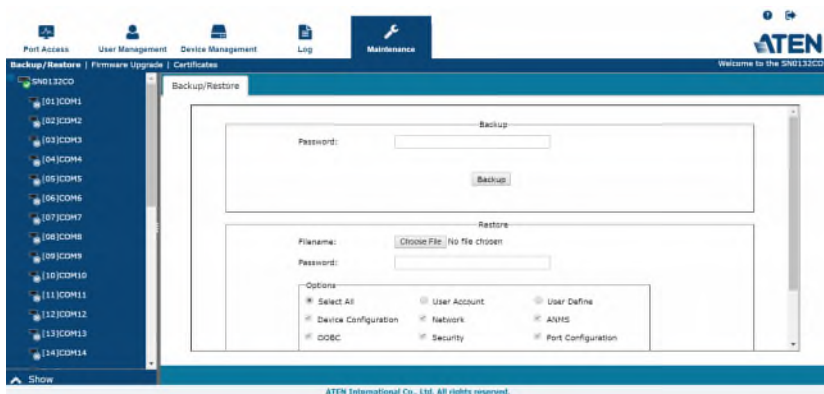 Port Access
User Management
Device Management
Log
Maintenance
ATEN
Backup/Restore | Firmware Upgrade | Certificates
Welcome to the SN0132CO
SN0132CO
[01]COM1
[02]COM2
[03]COM3
[04]COM4
[05]COM5
[06]COM6
[07]COM7
[08]COM8
[09]COM9
[10]COM10
[11]COM11
[12]COM12
[13]COM13
[14]COM14
Show
Backup/Restore
Backup
Password:
Backup
Restore
Filename:
Choose File No file chosen
Password:
Options
Select All
User Account
User Define
Device Configuration
Network
ANMS
OOBC
Security
Port Configuration
ATEN International Co., Ltd. All rights reserved.